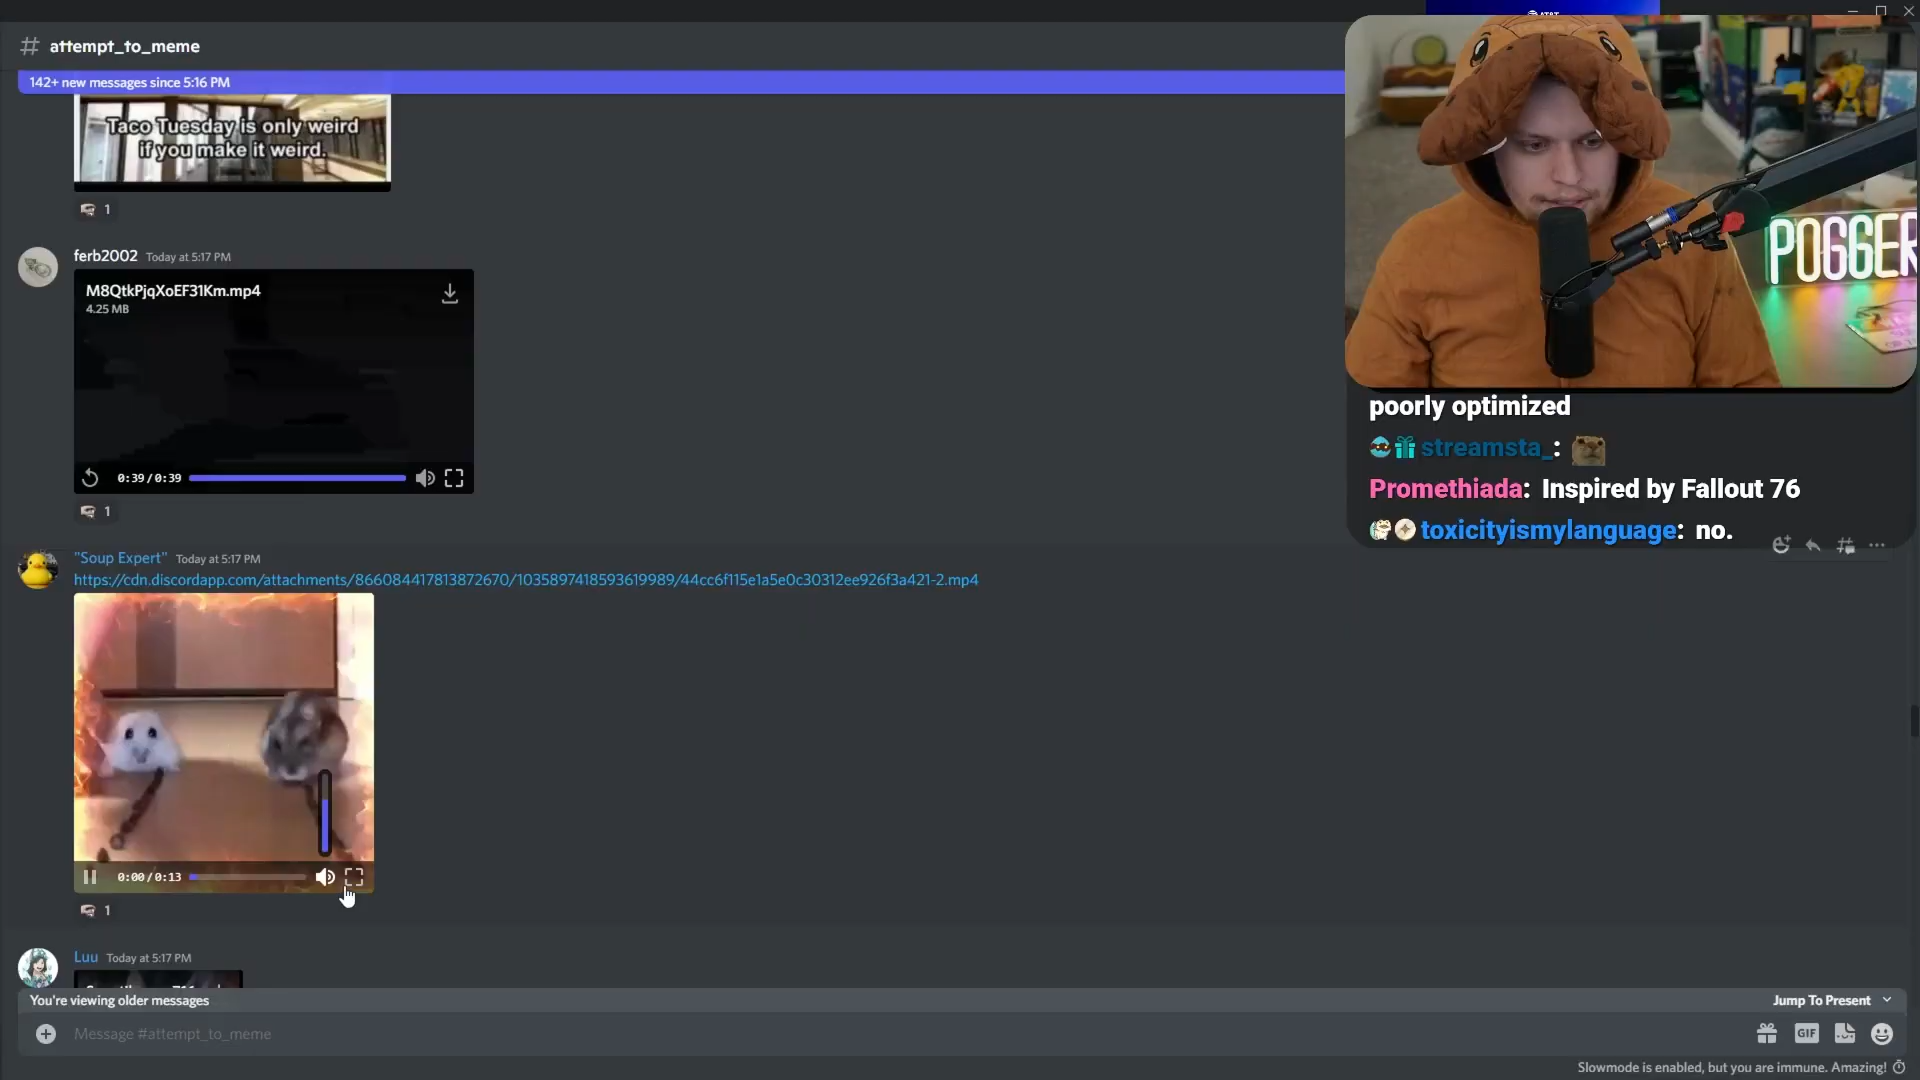 # attempt_to_meme
142+ new messages since 5:16 PM
Taco Tuesday is only weird
if you make it weird.
1
ferb2002 Today at 5:17 PM
M8QtkPjqXoEF31Km.mp4
4.25 MB
0:39/0:39
1
"Soup Expert" Today at 5:17 PM
https://cdn.discordapp.com/attachments/866084417813872670/1035897418593619989/44cc6f115e1a5e0c30312ee926f3a421-2.mp4
0:00/0:13
1
Luu Today at 5:17 PM
You're viewing older messages
Jump To Present
Message #attempt_to_meme
GIF
Slowmode is enabled, but you are immune. Amazing!
AT&T
POGGER
poorly optimized
streamsta_:
Promethiada: Inspired by Fallout 76
toxicityismylanguage: no.